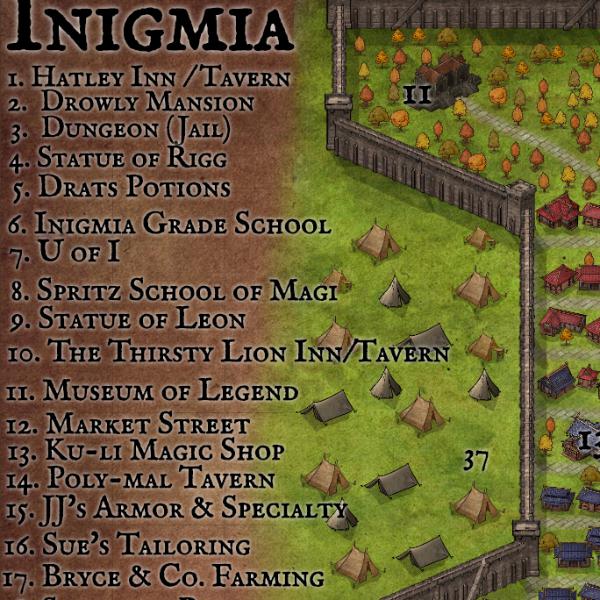 Inigmia
1. Hatley Inn /Tavern
2. Drowly Mansion
3. Dungeon (Jail)
4. Statue of Rigg
5. Drats Potions
6. Inigmia Grade School
7. U of I
8. Spritz School of Magi
9. Statue of Leon
10. The Thirsty Lion Inn/Tavern
11. Museum of Legend
12. Market Street
13. Ku-li Magic Shop
14. Poly-mal Tavern
15. JJ's Armor & Specialty
16. Sue's Tailoring
17. Bryce & Co. Farming
11
37